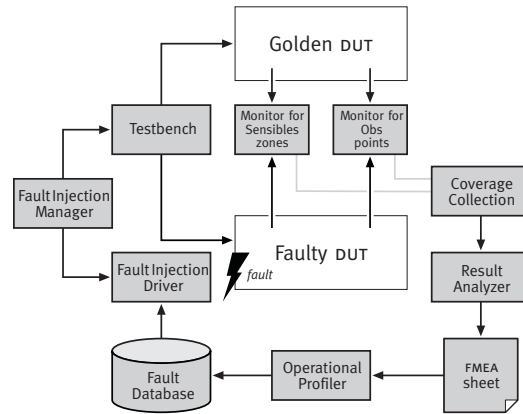 Golden DUT
Testbench
Monitor for
Sensibles
zones
Monitor for
Obs
points
Fault Injection
Manager
Coverage
Collection
Faulty DUT
fault
Fault Injection
Driver
Result
Analyzer
Fault
Database
Operational
Profiler
FMEA
sheet